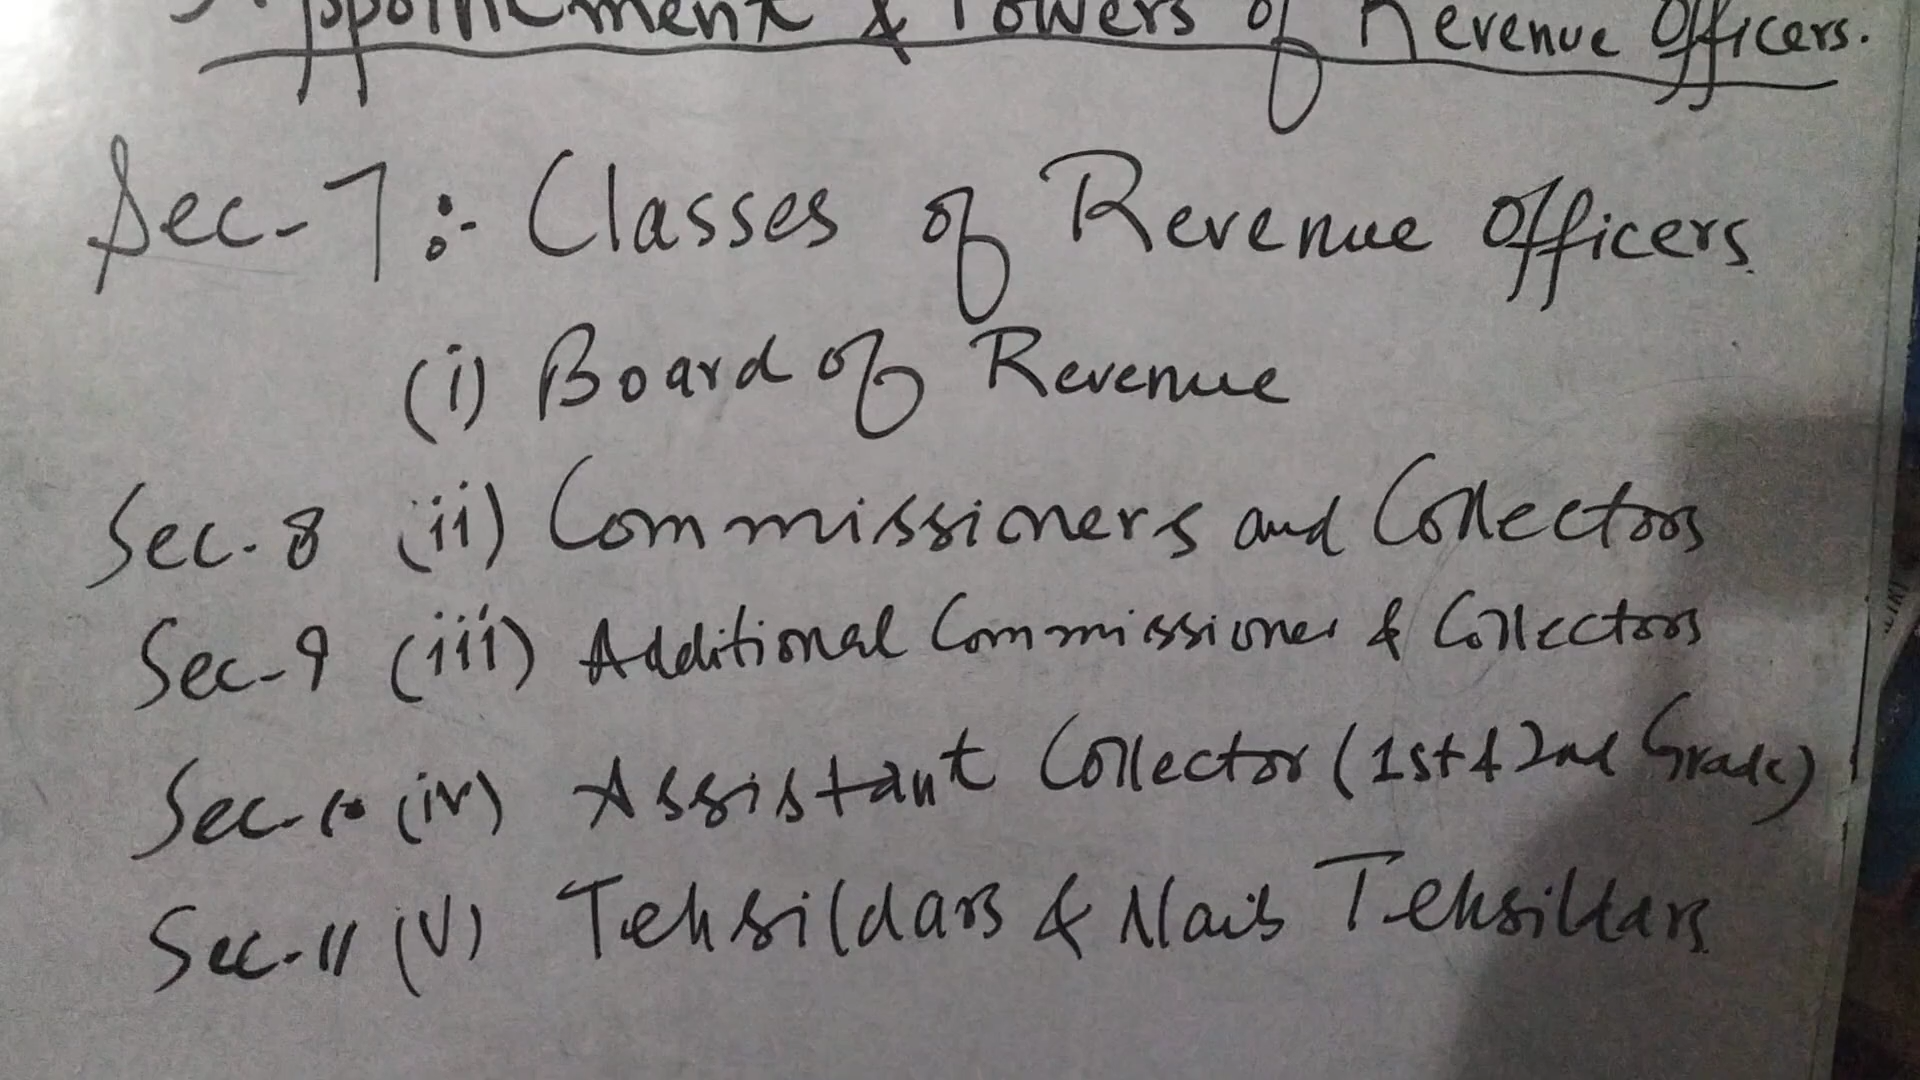 Appointment & Powers of Revenue Officers.
Sec-7:- Classes of Revenue Officers.
(i) Board of Revenue
Sec-8 (ii) Commissioners and Collectors
Sec-9 (iii) Additional Commissioner & Collectors
Sec-10 (iv) Assistant Collector (1st & 2nd Grade)
Sec-11 (V) Tehsildars & Naib Tehsildars